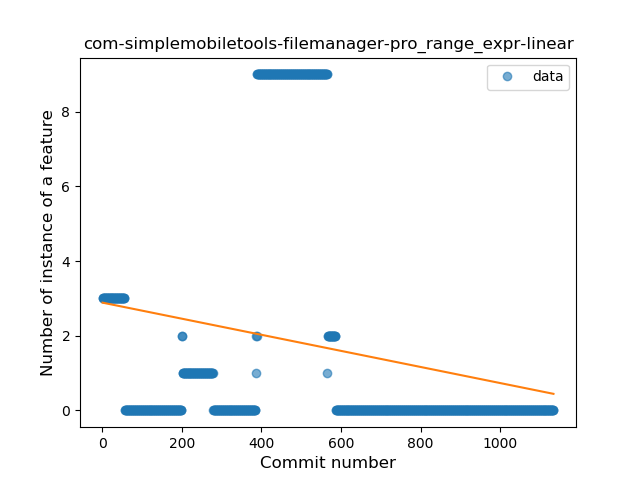 com-simplemobiletools-filemanager-pro_range_expr-linear
data
Number of instance of a feature
8
6
4
2
0
0 200 400 600 800 1000
Commit number